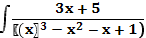 ∫ 3x + 5
〖(x〗³ − x² − x + 1)